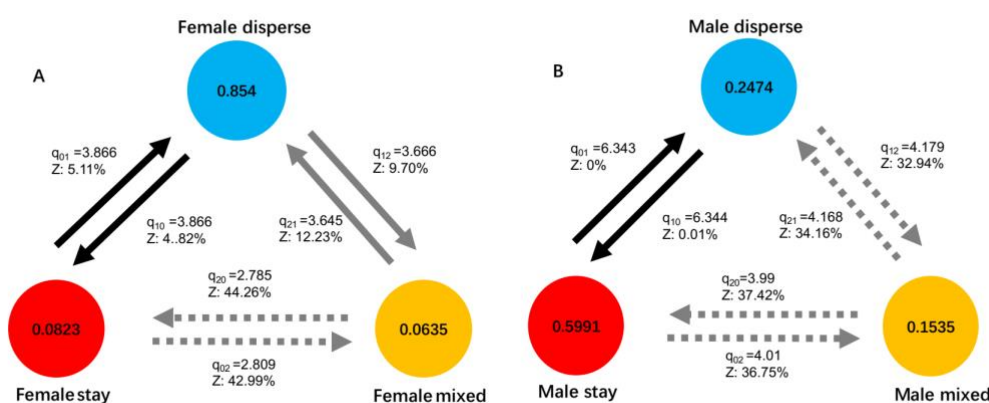 Female disperse
A
0.854
q01 =3.866
Z: 5.11%
q12 =3.666
Z: 9.70%
q10 =3.866
Z: 4..82%
q21 =3.645
Z: 12.23%
q20 =2.785
Z: 44.26%
0.0823
0.0635
q02 =2.809
Z: 42.99%
Female stay
Female mixed
Male disperse
B
0.2474
q01 =6.343
Z: 0%
q12 =4.179
Z: 32.94%
q10 =6.344
Z: 0.01%
q21 =4.168
Z: 34.16%
q20=3.99
Z: 37.42%
0.5991
0.1535
q02 =4.01
Z: 36.75%
Male stay
Male mixed